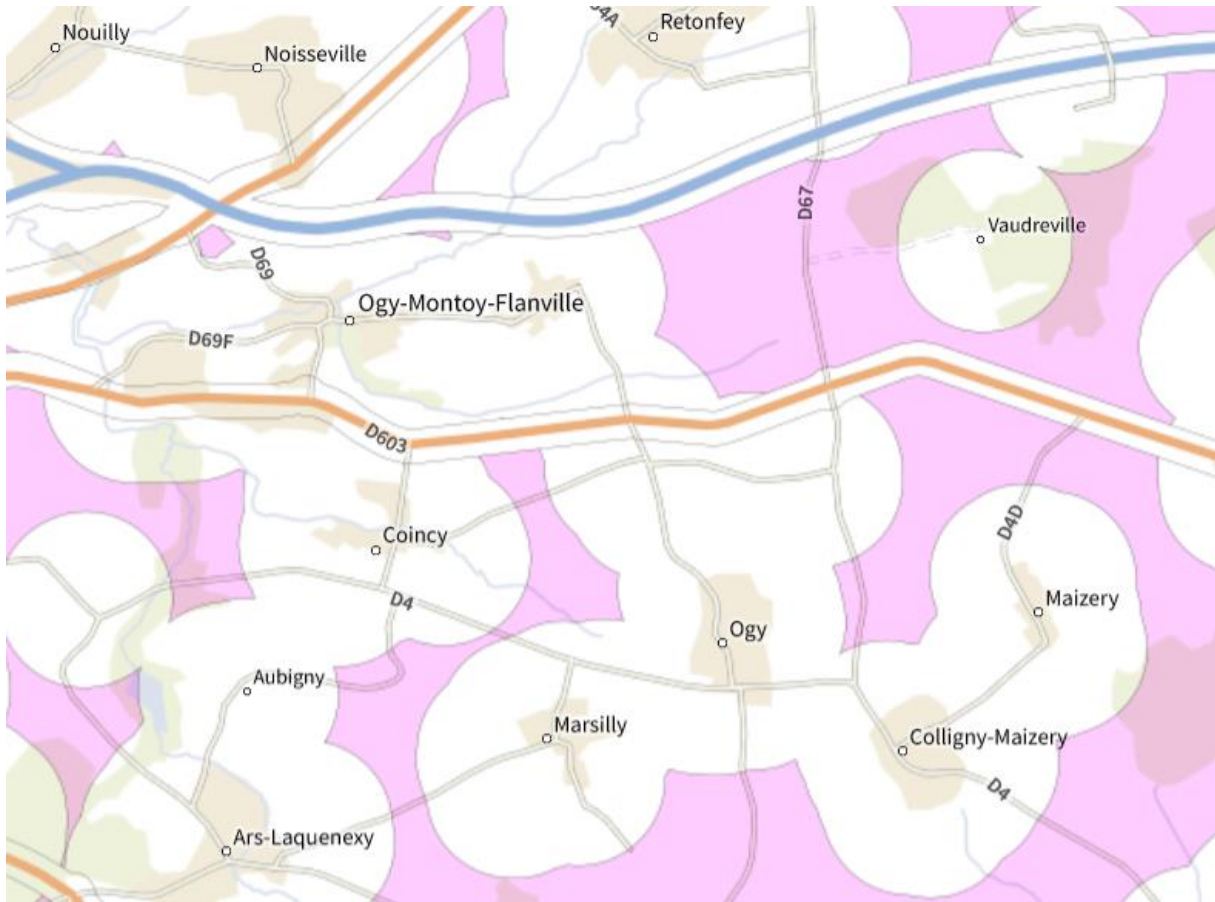 Nouilly
Noisseville
Retonfey
D67
Vaudreville
D69
Ogy-Montoy-Flanville
D69F
D603
Coincy
D4D
D4
Maizery
Ogy
Aubigny
Marsilly
Colligny-Maizery
D4
Ars-Laquenexy